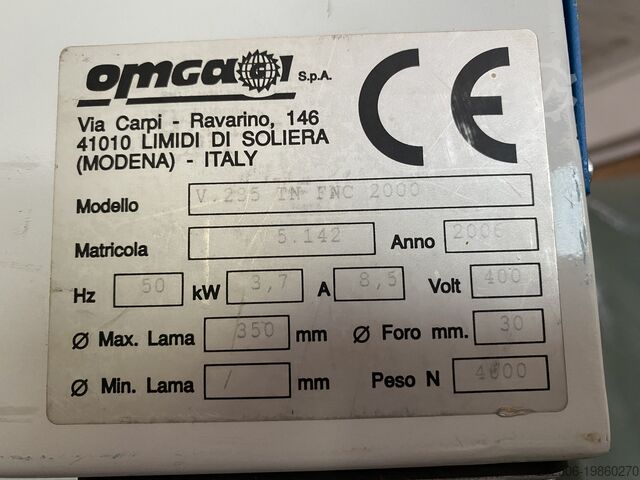 omga S.p.A.
Via Carpi - Ravarino, 146
41010 LIMIDI DI SOLIERA
(MODENA) - ITALY
CE
Modello V.295 TN FNC 2000
Matricola 5.142 Anno 2006
Hz 50 kW 3,7 A 8,5 Volt 400
Ø Max. Lama 350 mm Ø Foro mm. 30
Ø Min. Lama / mm Peso N 4000